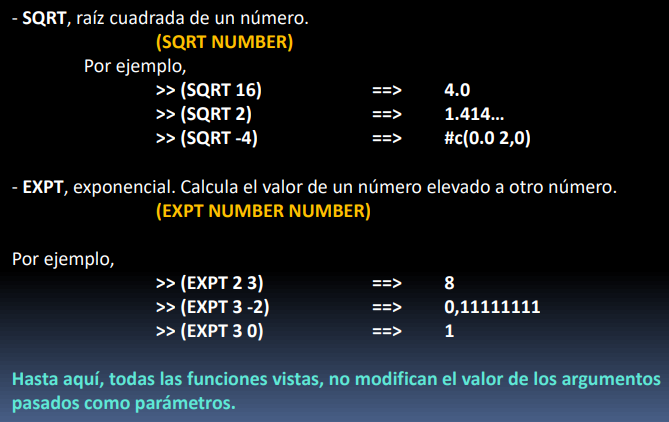 - SQRT, raíz cuadrada de un número.
(SQRT NUMBER)
Por ejemplo,
>> (SQRT 16) ==> 4.0
>> (SQRT 2) ==> 1.414...
>> (SQRT -4) ==> #c(0.0 2,0)
- EXPT, exponencial. Calcula el valor de un número elevado a otro número.
(EXPT NUMBER NUMBER)
Por ejemplo,
>> (EXPT 2 3) ==> 8
>> (EXPT 3 -2) ==> 0,11111111
>> (EXPT 3 0) ==> 1
Hasta aquí, todas las funciones vistas, no modifican el valor de los argumentos
pasados como parámetros.